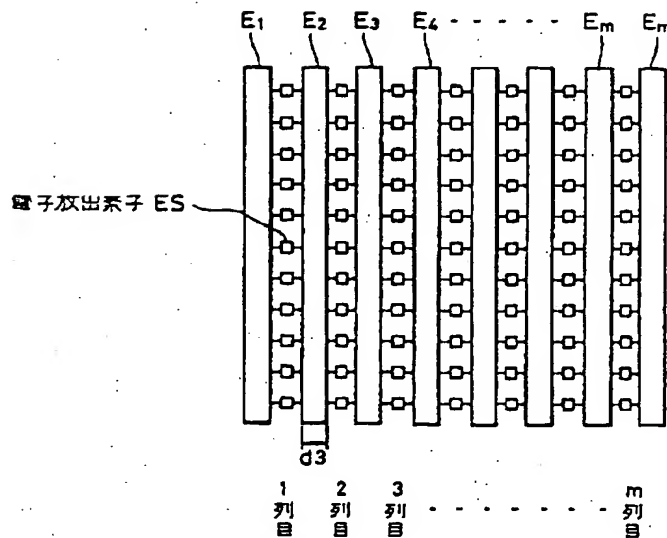 E1 E2 E3 E4 - - - - - - Em Em
電子放出素子 ES
d3
1 2 3 - - - - - - - m
列 列 列 列
目 目 目 目